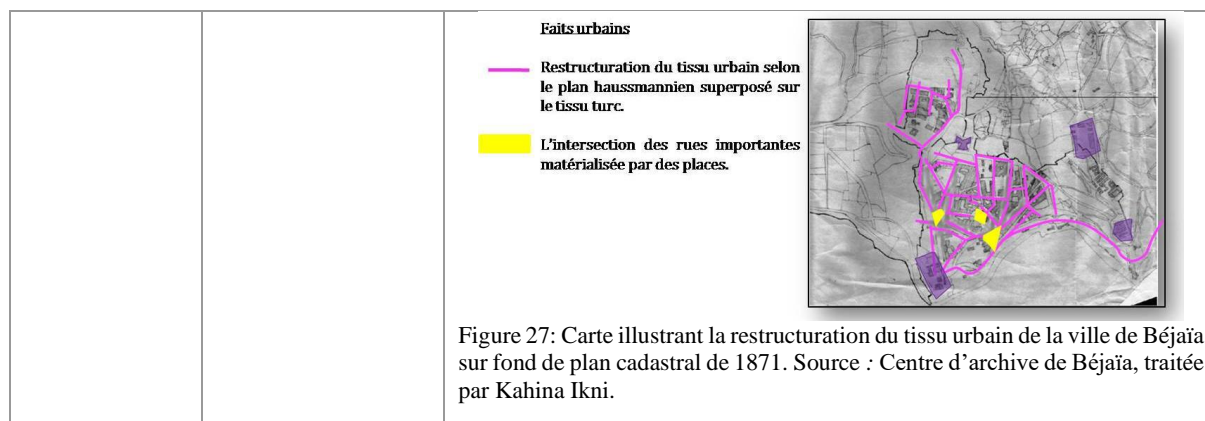 Faits urbains
Restructuration du tissu urbain selon
le plan haussmannien superposé sur
le tissu turc.
L'intersection des rues importantes
matérialisée par des places.
Figure 27: Carte illustrant la restructuration du tissu urbain de la ville de Béjaïa
sur fond de plan cadastral de 1871. Source : Centre d’archive de Béjaïa, traitée
par Kahina Ikni.